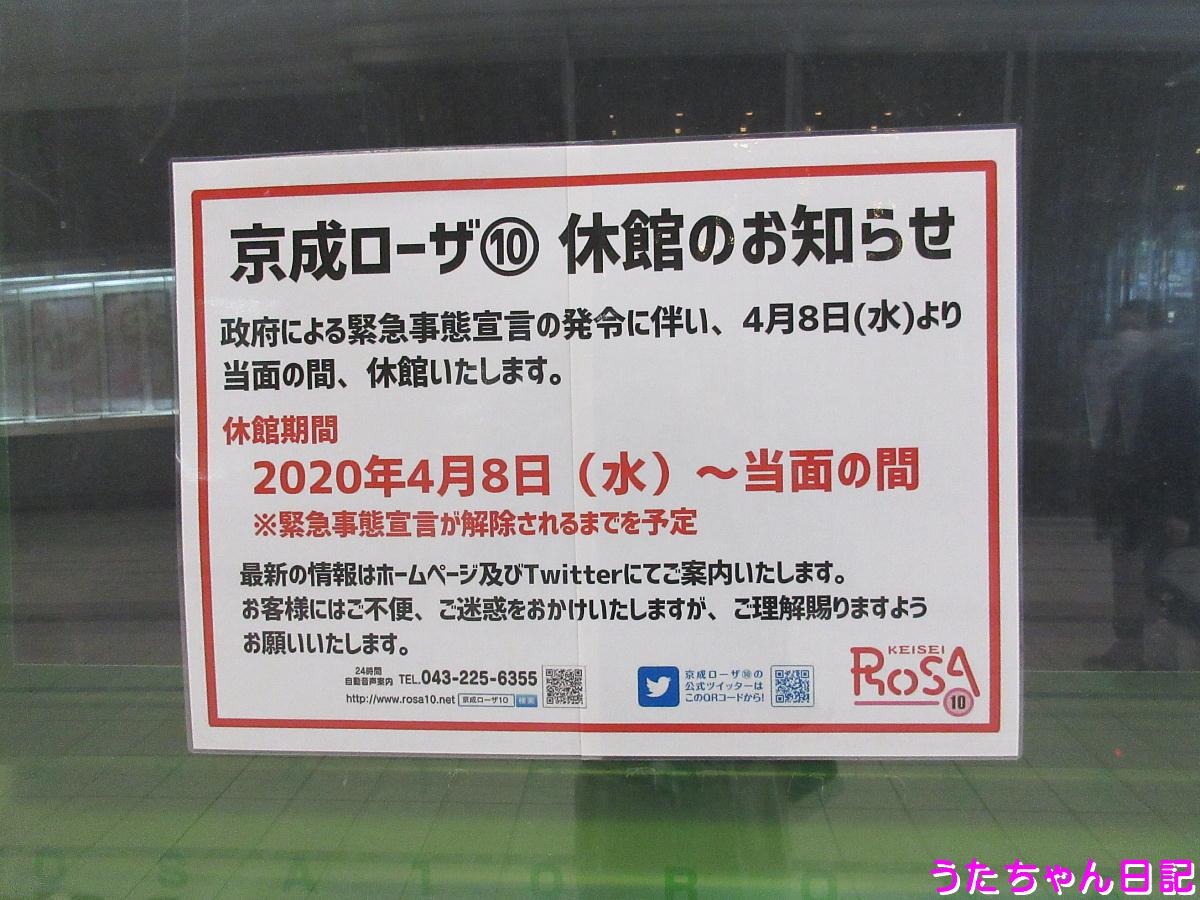 京成ローザ⑩ 休館のお知らせ
政府による緊急事態宣言の発令に伴い、4月8日(水)より
当面の間、休館いたします。
休館期間
2020年4月8日（水）～当面の間
※緊急事態宣言が解除されるまでを予定
最新の情報はホームページ及びTwitterにてご案内いたします。
お客様にはご不便、ご迷惑をおかけいたしますが、ご理解賜りますよう
お願いいたします。
24時間
自動音声案内 TEL.043-225-6355
http://www.rosa10.net 京成ローザ10 検索
京成ローザ⑩の
公式ツイッターは
このQRコードから!
KEISEI
ROSA
10
うたちゃん日記